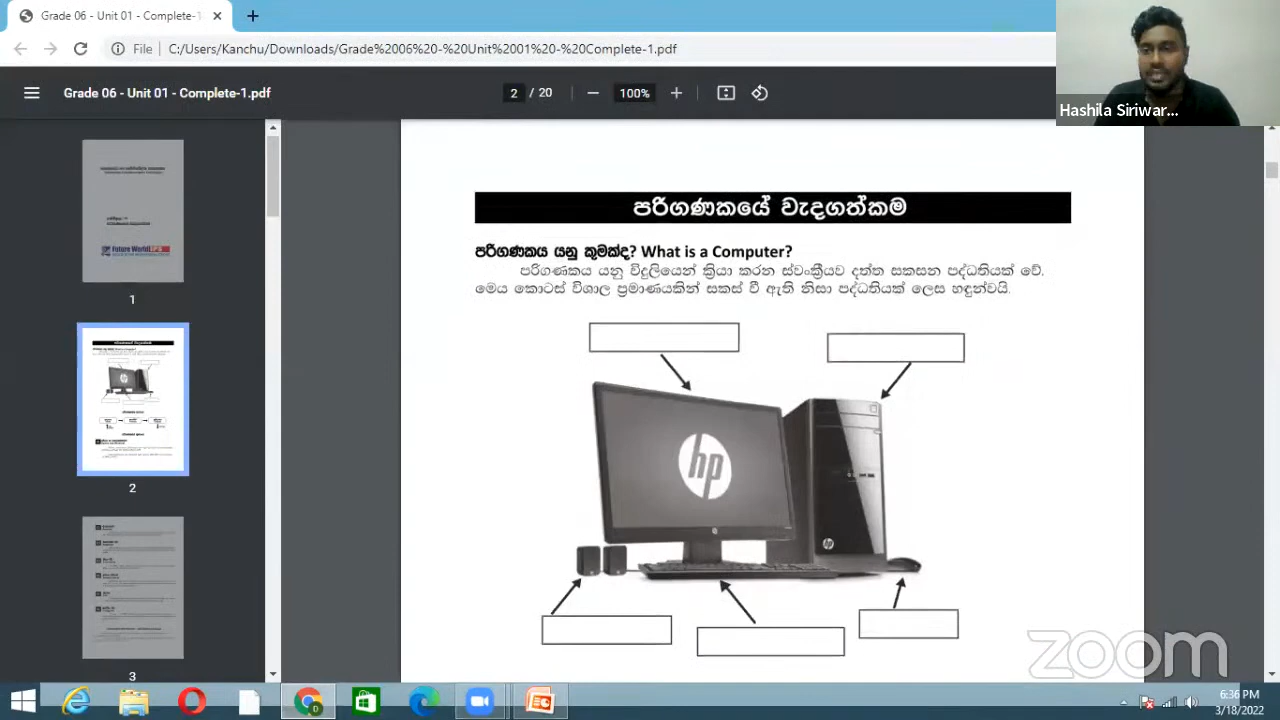 Grade 06 - Unit 01 - Complete-1.p
File C:/Users/Kanchu/Downloads/Grade%2006%20-%20Unit%2001%20-%20Complete-1.pdf
Grade 06 - Unit 01 - Complete-1.pdf
2 / 20
100%
Hashila Siriwar...
Future World
1
2
3
පරිගණකයේ වැදගත්කම
පරිගණකය යනු කුමක්ද? What is a Computer?
පරිගණකය යනු විදුලියෙන් ක්‍රියා කරන ස්වංක්‍රීයව දත්ත සකසන පද්ධතියක් වේ.
මෙය කොටස් විශාල ප්‍රමාණයකින් සකස් වී ඇති නිසා පද්ධතියක් ලෙස හඳුන්වයි.
hp
hp
zoom
6:36 PM
3/18/2022